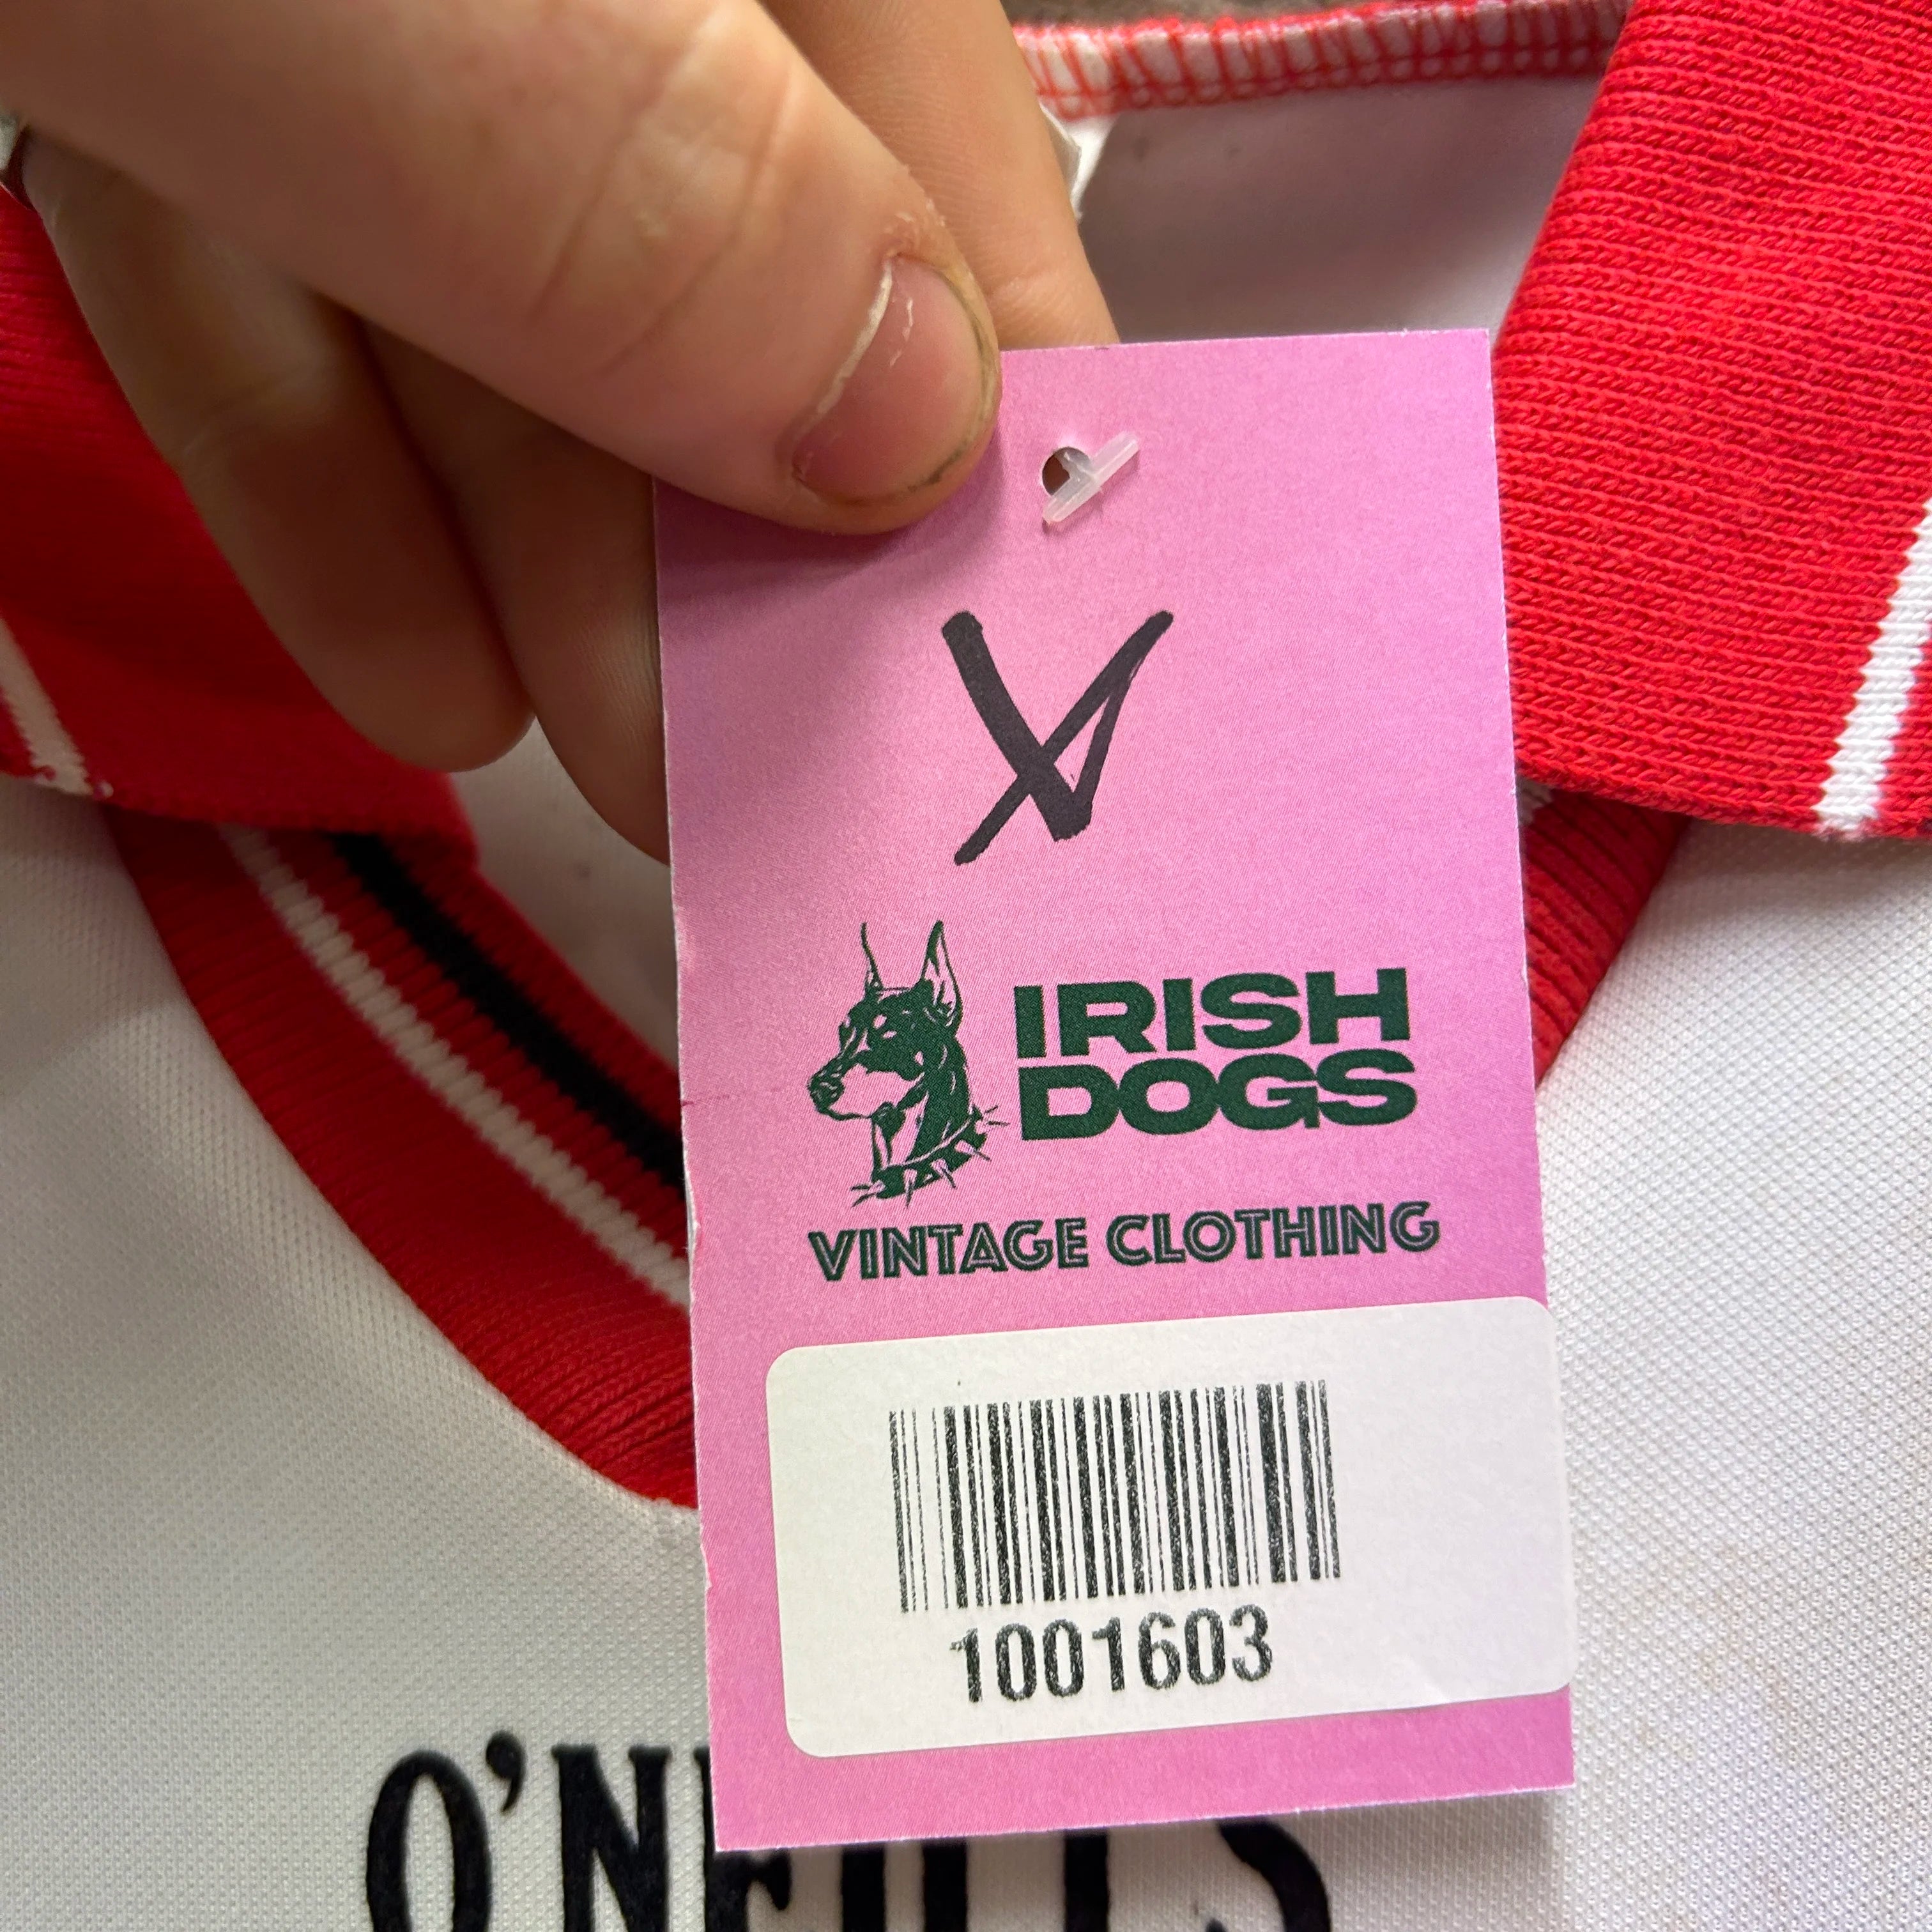 X
IRISH
DOGS
VINTAGE CLOTHING
1001603